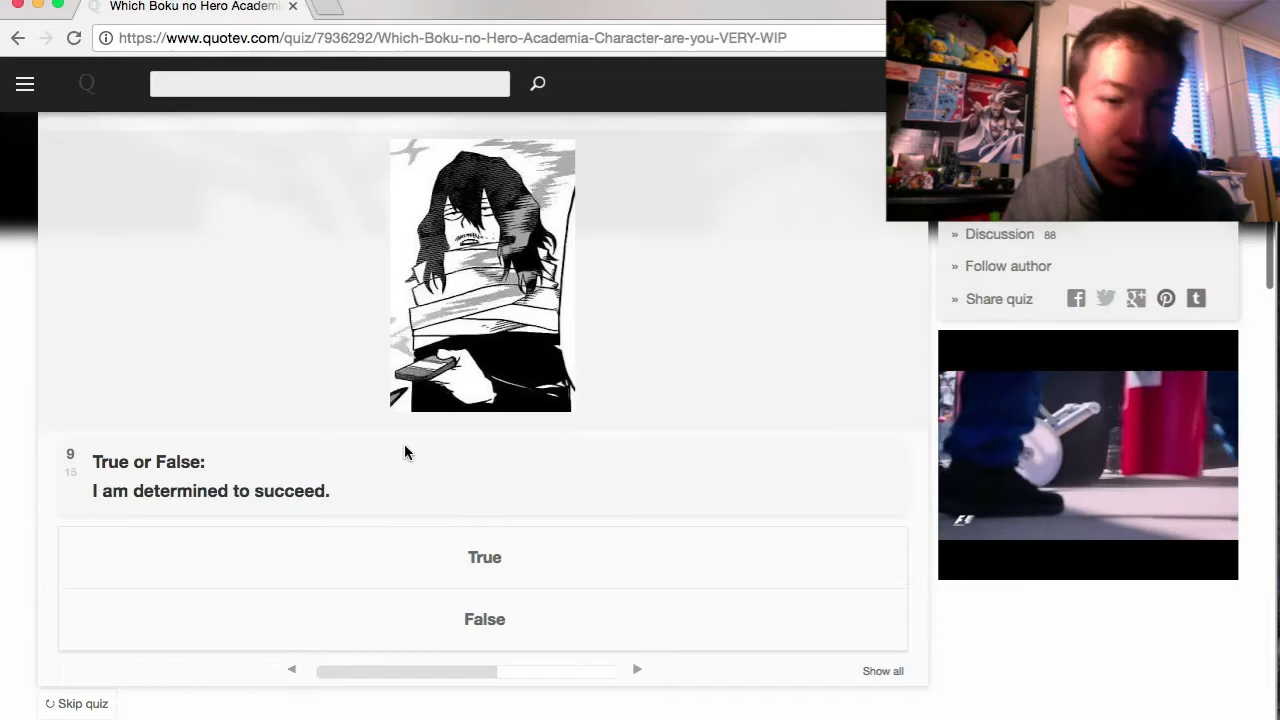 Which Boku no Hero Academi
https://www.quotev.com/quiz/7936292/Which-Boku-no-Hero-Academia-Character-are-you-VERY-WIP
Q
» Discussion 88
» Follow author
» Share quiz
9
15
True or False:
I am determined to succeed.
True
False
Show all
Skip quiz